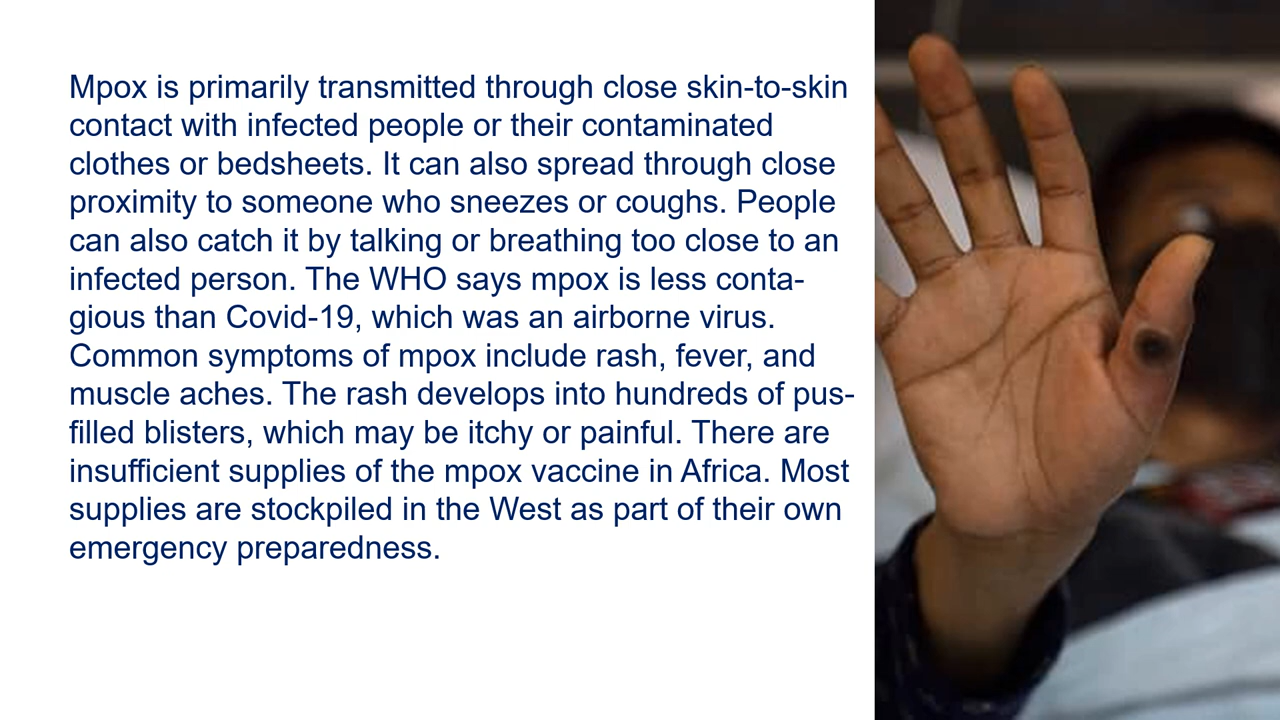 Mpox is primarily transmitted through close skin-to-skin
contact with infected people or their contaminated
clothes or bedsheets. It can also spread through close
proximity to someone who sneezes or coughs. People
can also catch it by talking or breathing too close to an
infected person. The WHO says mpox is less conta-
gious than Covid-19, which was an airborne virus.
Common symptoms of mpox include rash, fever, and
muscle aches. The rash develops into hundreds of pus-
filled blisters, which may be itchy or painful. There are
insufficient supplies of the mpox vaccine in Africa. Most
supplies are stockpiled in the West as part of their own
emergency preparedness.